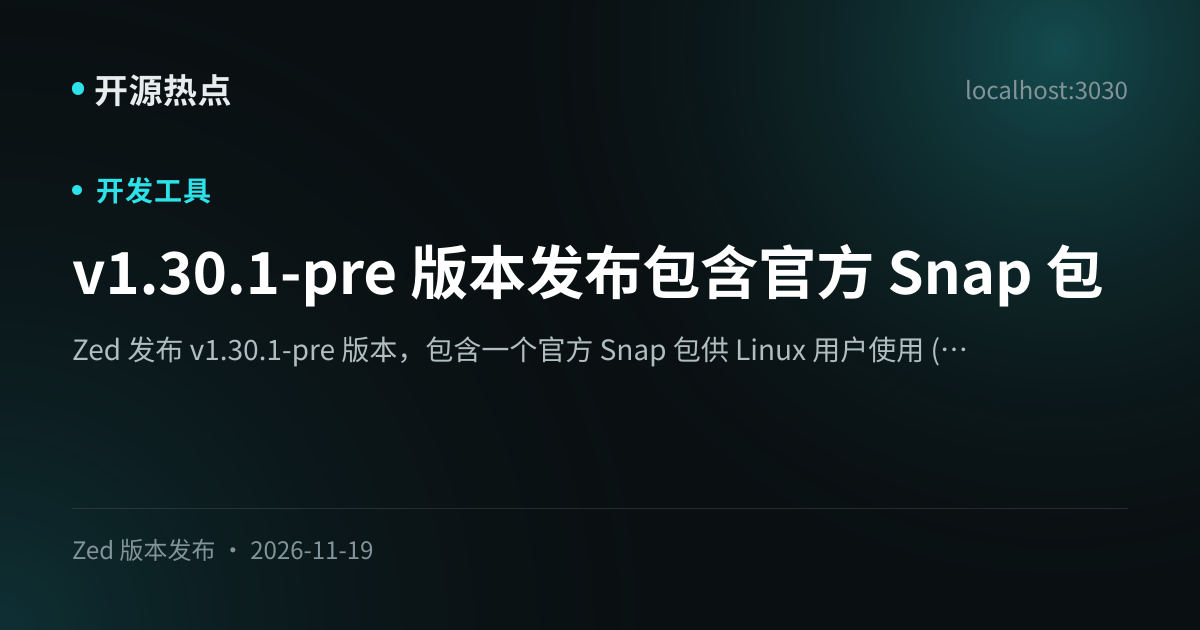 开源热点
localhost:3030
开发工具
v1.30.1-pre 版本发布包含官方 Snap 包
Zed 发布 v1.30.1-pre 版本，包含一个官方 Snap 包供 Linux 用户使用 (…
Zed 版本发布 · 2026-11-19